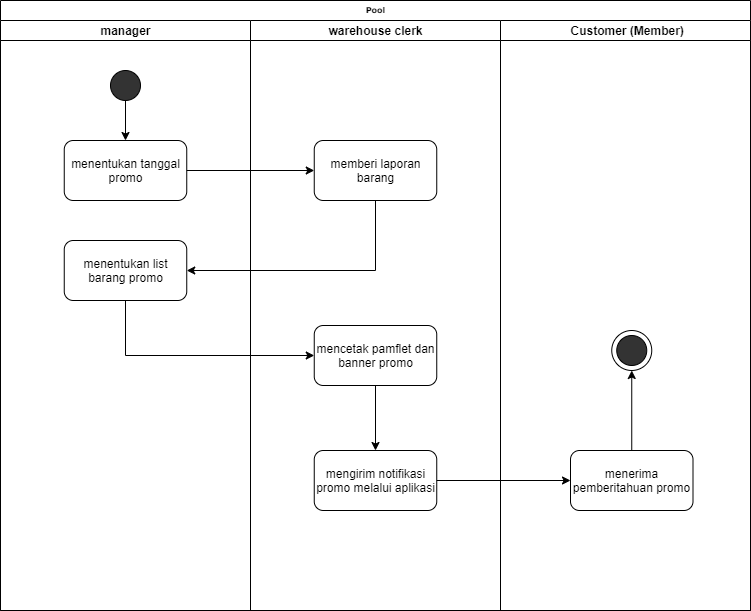 Pool
manager
warehouse clerk
Customer (Member)
menentukan tanggal
promo
memberi laporan
barang
menentukan list
barang promo
mencetak pamflet dan
banner promo
mengirim notifikasi
promo melalui aplikasi
menerima
pemberitahuan promo